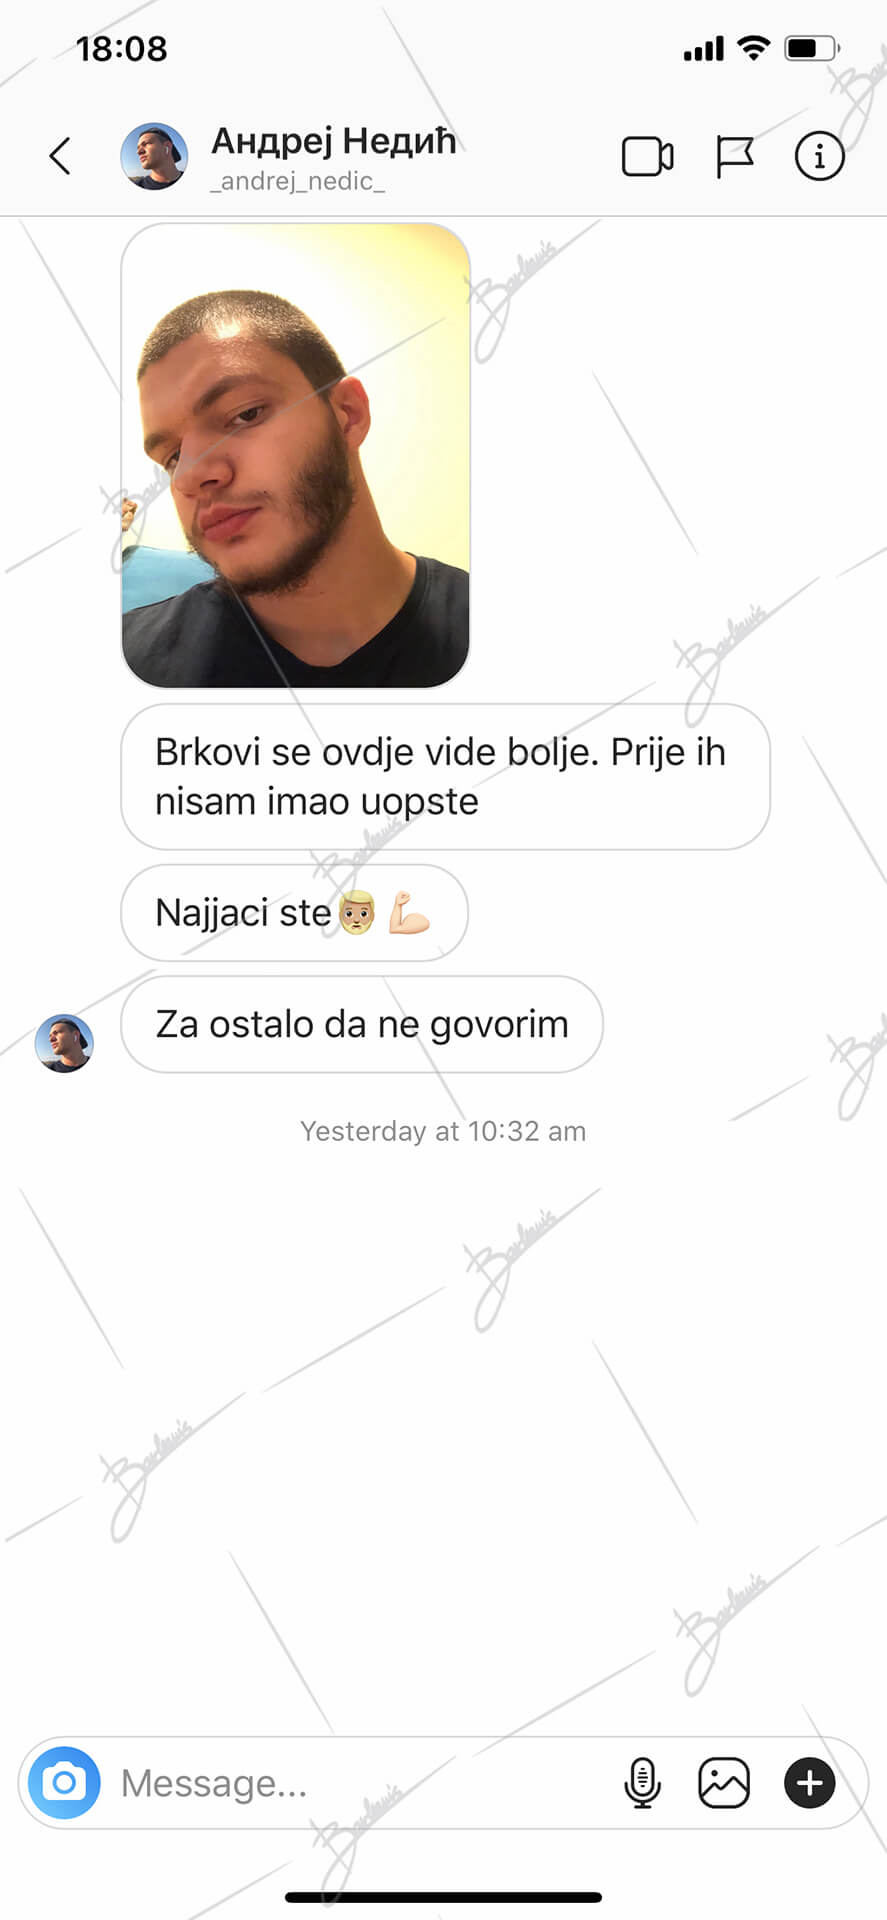 18:08
Андреј Недић
_andrej_nedic_
Brkovi se ovdje vide bolje. Prije ih
nisam imao uopste
Najjaci ste🧔🏼💪🏻
Za ostalo da ne govorim
Yesterday at 10:32 am
Message...